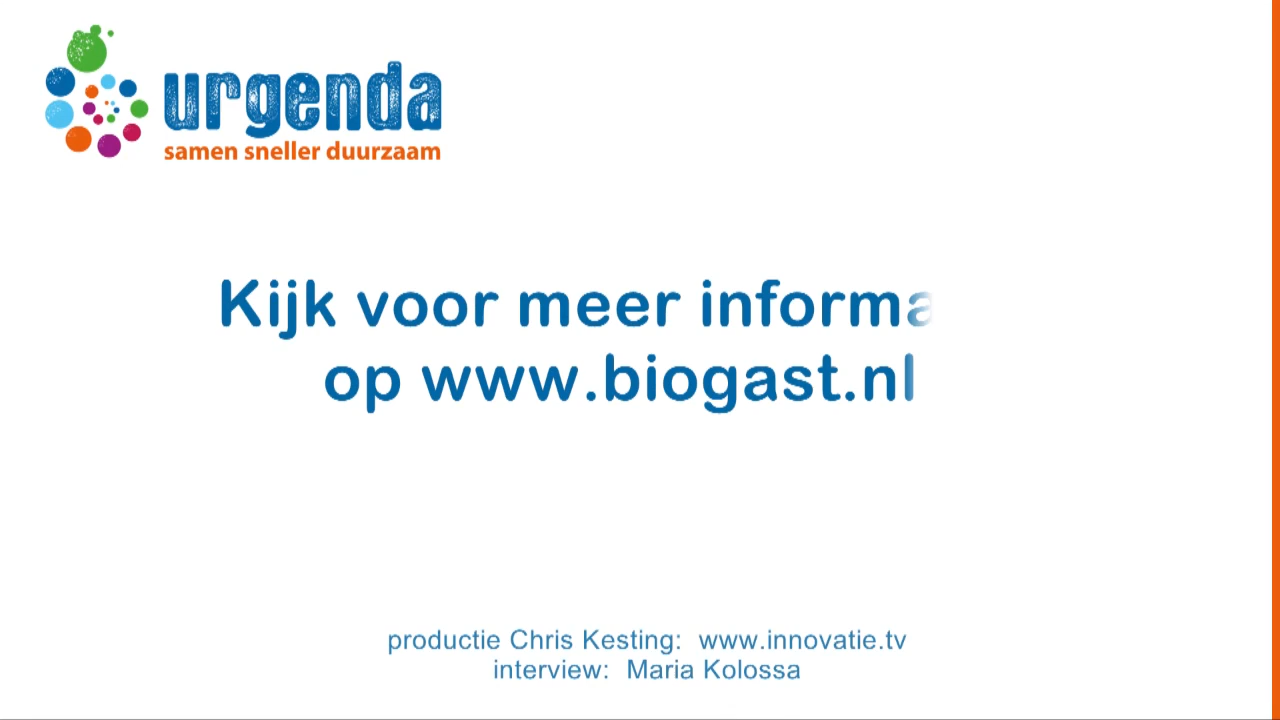 urgenda
samen sneller duurzaam
Kijk voor meer informa
op www.biogast.nl
productie Chris Kesting: www.innovatie.tv
interview: Maria Kolossa